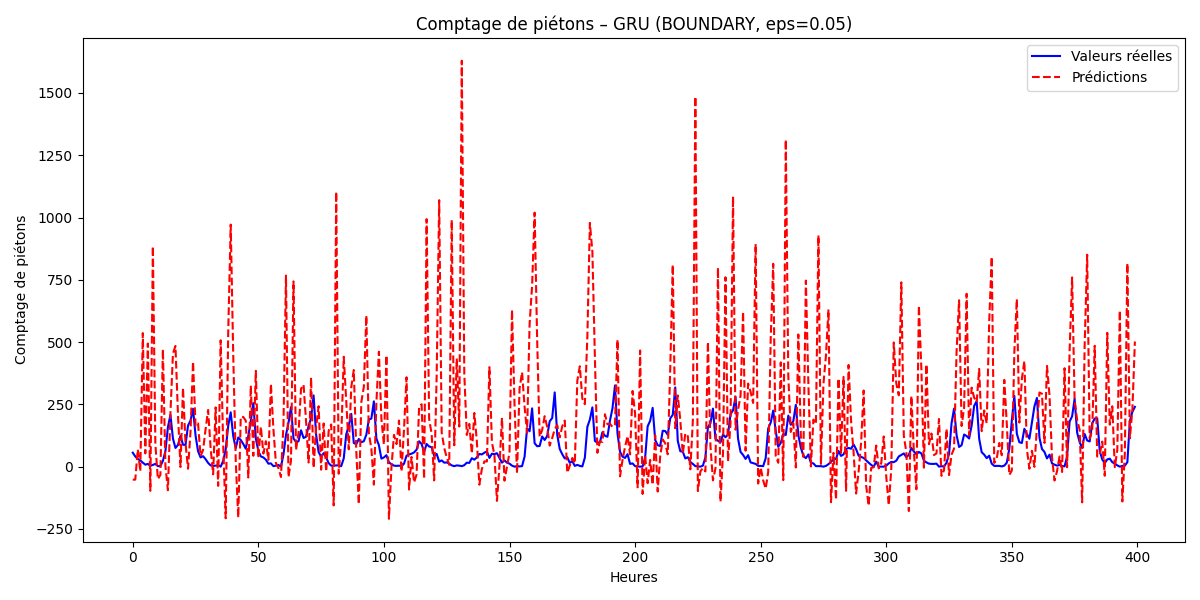 Comptage de piétons – GRU (BOUNDARY, eps=0.05)
Valeurs réelles
Prédictions
Comptage de piétons
1500
1250
1000
750
500
250
0
−250
0 50 100 150 200 250 300 350 400
Heures